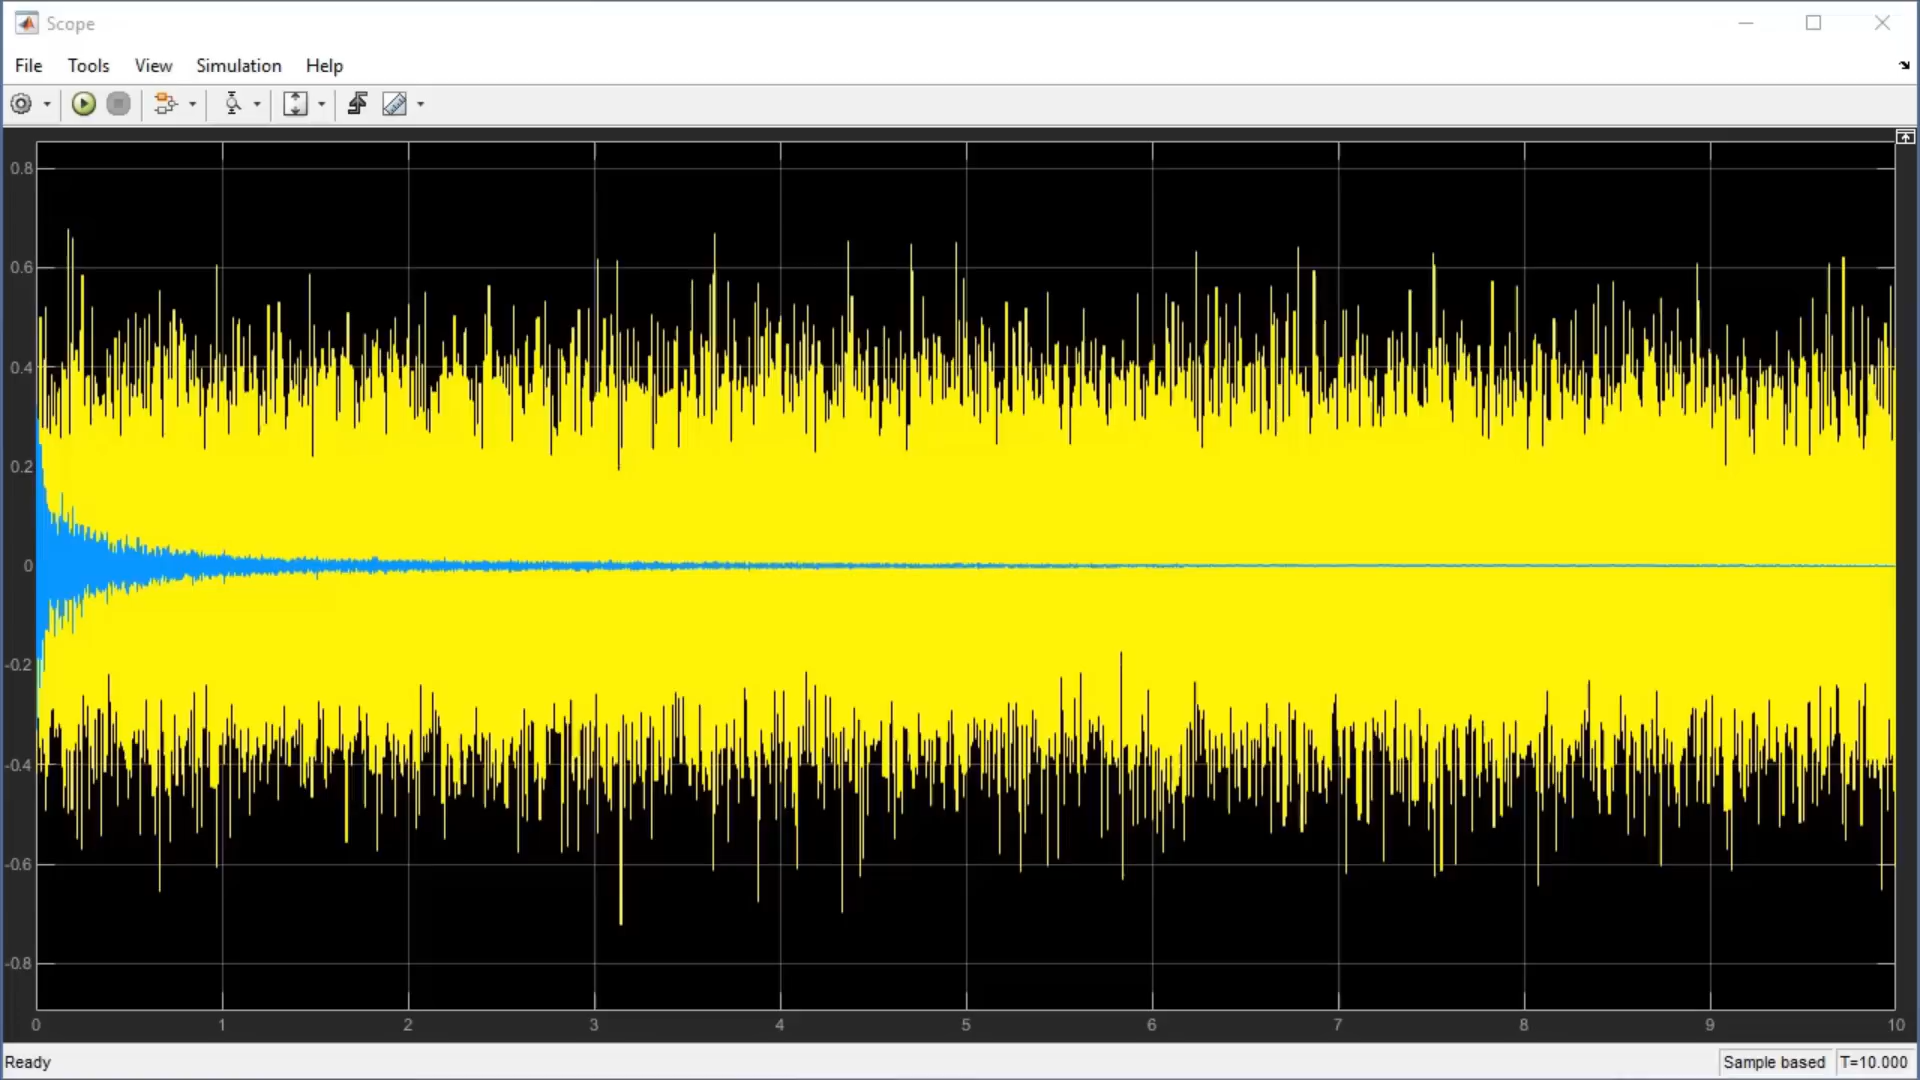 Scope
File Tools View Simulation Help
0.8
0.6
0.4
0.2
0
-0.2
-0.4
-0.6
-0.8
0 1 2 3 4 5 6 7 8 9 10
Ready Sample based T=10.000